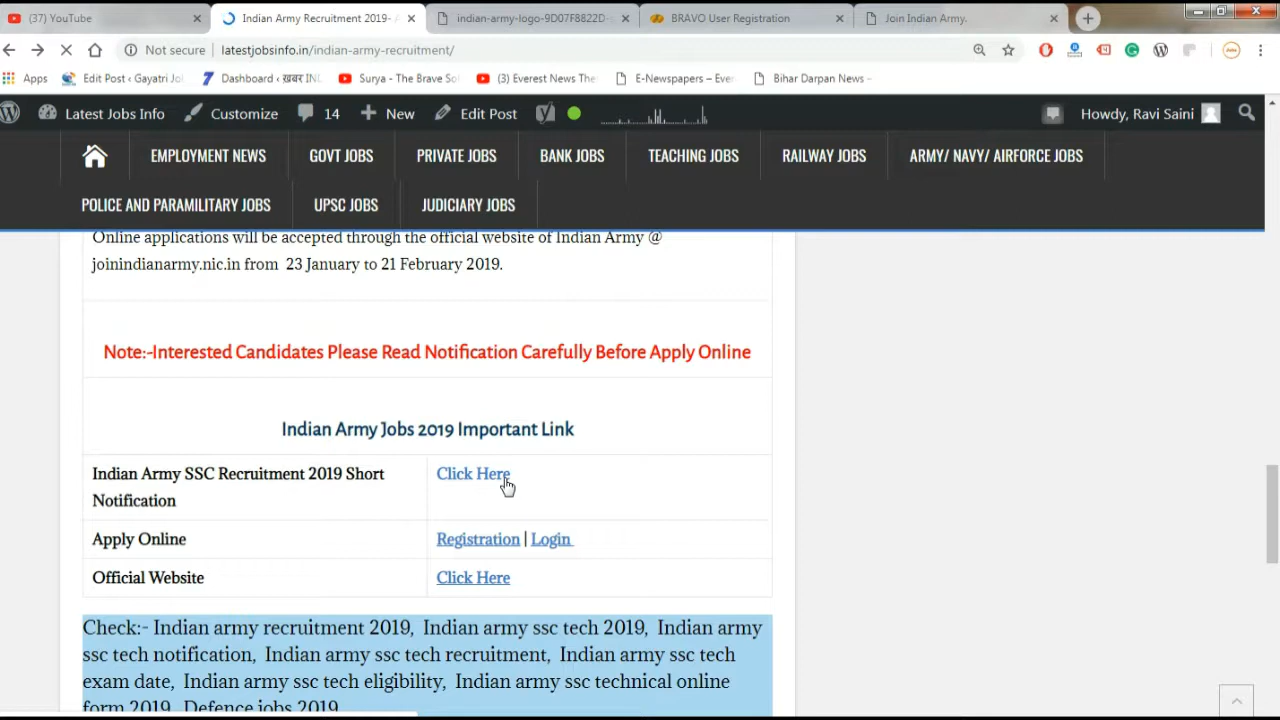 (37) YouTube
Indian Army Recruitment 2019- A
indian-army-logo-9D07F8822D-s
BRAVO User Registration
Join Indian Army.
Not secure latestjobsinfo.in/indian-army-recruitment/
Apps
Edit Post ‹ Gayatri Jo
Dashboard ‹ ख़बर INI
Surya - The Brave So
(3) Everest News The
E-Newspapers – Ever
Bihar Darpan News –
Latest Jobs Info
Customize
14
New
Edit Post
Howdy, Ravi Saini
EMPLOYMENT NEWS
GOVT JOBS
PRIVATE JOBS
BANK JOBS
TEACHING JOBS
RAILWAY JOBS
ARMY/ NAVY/ AIRFORCE JOBS
POLICE AND PARAMILITARY JOBS
UPSC JOBS
JUDICIARY JOBS
Online applications will be accepted through the official website of Indian Army @
joinindianarmy.nic.in from 23 January to 21 February 2019.
Note:-Interested Candidates Please Read Notification Carefully Before Apply Online
Indian Army Jobs 2019 Important Link
Indian Army SSC Recruitment 2019 Short
Notification
Click Here
Apply Online
Registration | Login
Official Website
Click Here
Check:- Indian army recruitment 2019, Indian army ssc tech 2019, Indian army
ssc tech notification, Indian army ssc tech recruitment, Indian army ssc tech
exam date, Indian army ssc tech eligibility, Indian army ssc technical online
form 2019, Defence jobs 2019